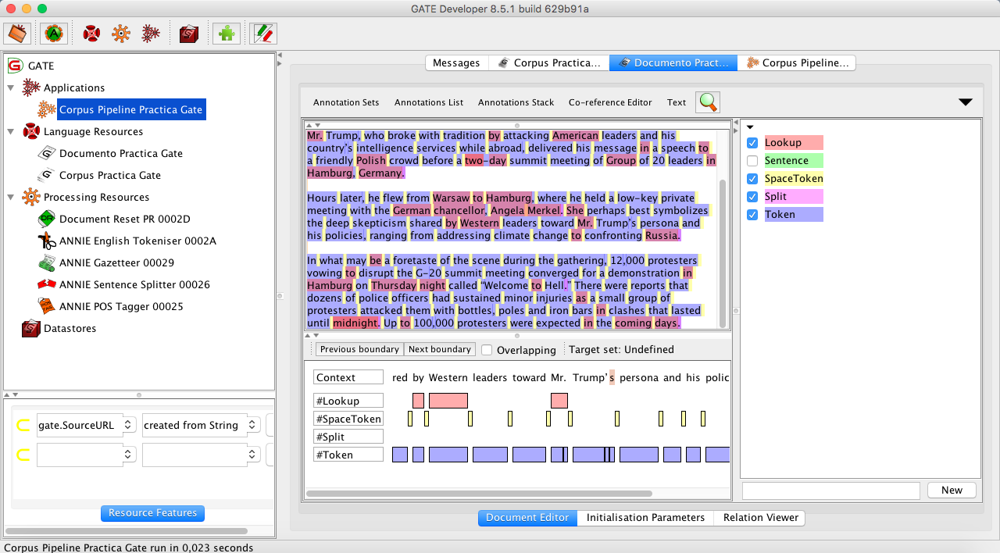 GATE Developer 8.5.1 build 629b91a
GATE
Applications
Corpus Pipeline Practica Gate
Language Resources
Documento Practica Gate
Corpus Practica Gate
Processing Resources
Document Reset PR 0002D
ANNIE English Tokeniser 0002A
ANNIE Gazetteer 00029
ANNIE Sentence Splitter 00026
ANNIE POS Tagger 00025
Datastores
gate.SourceURL created from String
Resource Features
Messages Corpus Practica... Documento Pract... Corpus Pipeline...
Annotation Sets Annotations List Annotations Stack Co-reference Editor Text
Mr. Trump, who broke with tradition by attacking American leaders and his
country's intelligence services while abroad, delivered his message in a speech to
a friendly Polish crowd before a two-day summit meeting of Group of 20 leaders in
Hamburg, Germany.
Hours later, he flew from Warsaw to Hamburg, where he held a low-key private
meeting with the German chancellor, Angela Merkel. She perhaps best symbolizes
the deep skepticism shared by Western leaders toward Mr. Trump's persona and
his policies, ranging from addressing climate change to confronting Russia.
In what may be a foretaste of the scene during the gathering, 12,000 protesters
vowing to disrupt the G-20 summit meeting converged for a demonstration in
Hamburg on Thursday night called “Welcome to Hell.” There were reports that
dozens of police officers had sustained minor injuries as a small group of
protesters attacked them with bottles, poles and iron bars in clashes that lasted
until midnight. Up to 100,000 protesters were expected in the coming days.
Previous boundary Next boundary Overlapping Target set: Undefined
Context red by Western leaders toward Mr. Trump's persona and his polic
#Lookup
#SpaceToken
#Split
#Token
Lookup
Sentence
SpaceToken
Split
Token
New
Document Editor Initialisation Parameters Relation Viewer
Corpus Pipeline Practica Gate run in 0,023 seconds